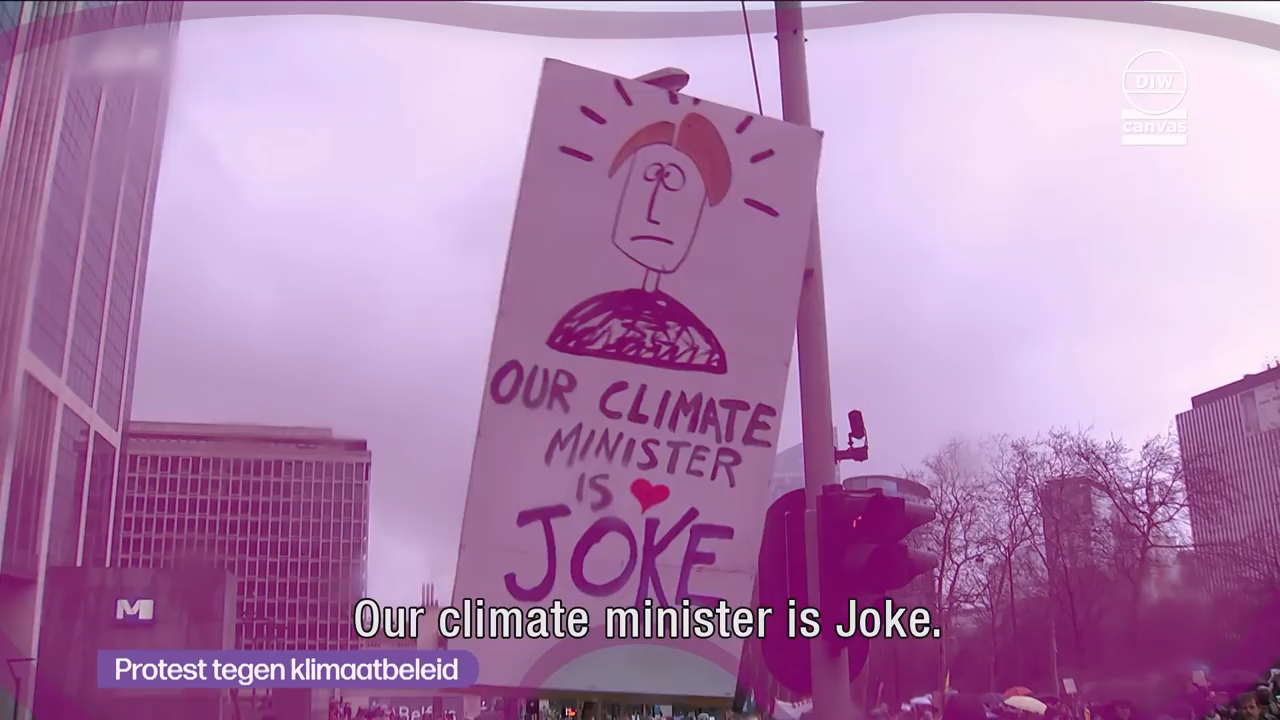 DIW
canvas
OUR CLIMATE
MINISTER
IS
JOKE
Our climate minister is Joke.
M
Protest tegen klimaatbeleid